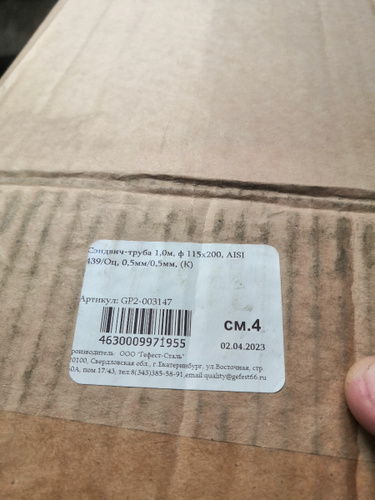 Сэндвич-труба 1,0м, ф 115х200, AISI
439/Оц, 0,5мм/0,5мм, (К)
Артикул: GP2-003147
4630009971955
см.4
02.04.2023
роизводитель: ООО "Гефест-Сталь"
20100, Свердловская обл., г.Екатеринбург, ул.Восточная, стр.
0А, пом.17/43, тел 8(343)385-58-91,email.quality@gefest66.ru